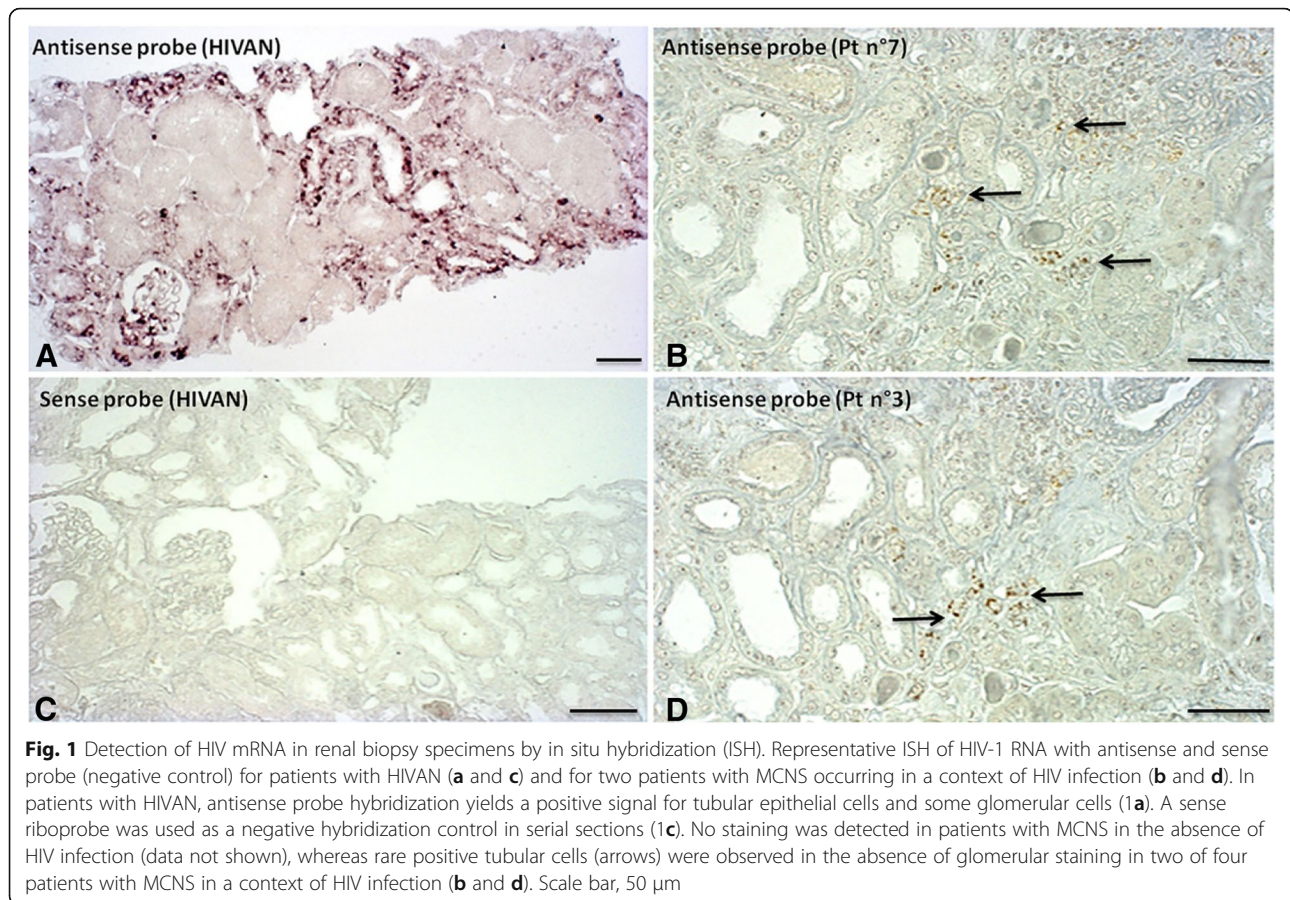 Antisense probe (HIVAN)
Antisense probe (Pt n°7)
A
B
Sense probe (HIVAN)
Antisense probe (Pt n°3)
C
D
Fig. 1 Detection of HIV mRNA in renal biopsy specimens by in situ hybridization (ISH). Representative ISH of HIV-1 RNA with antisense and sense
probe (negative control) for patients with HIVAN (a and c) and for two patients with MCNS occurring in a context of HIV infection (b and d). In
patients with HIVAN, antisense probe hybridization yields a positive signal for tubular epithelial cells and some glomerular cells (1a). A sense
riboprobe was used as a negative hybridization control in serial sections (1c). No staining was detected in patients with MCNS in the absence of
HIV infection (data not shown), whereas rare positive tubular cells (arrows) were observed in the absence of glomerular staining in two of four
patients with MCNS in a context of HIV infection (b and d). Scale bar, 50 μm